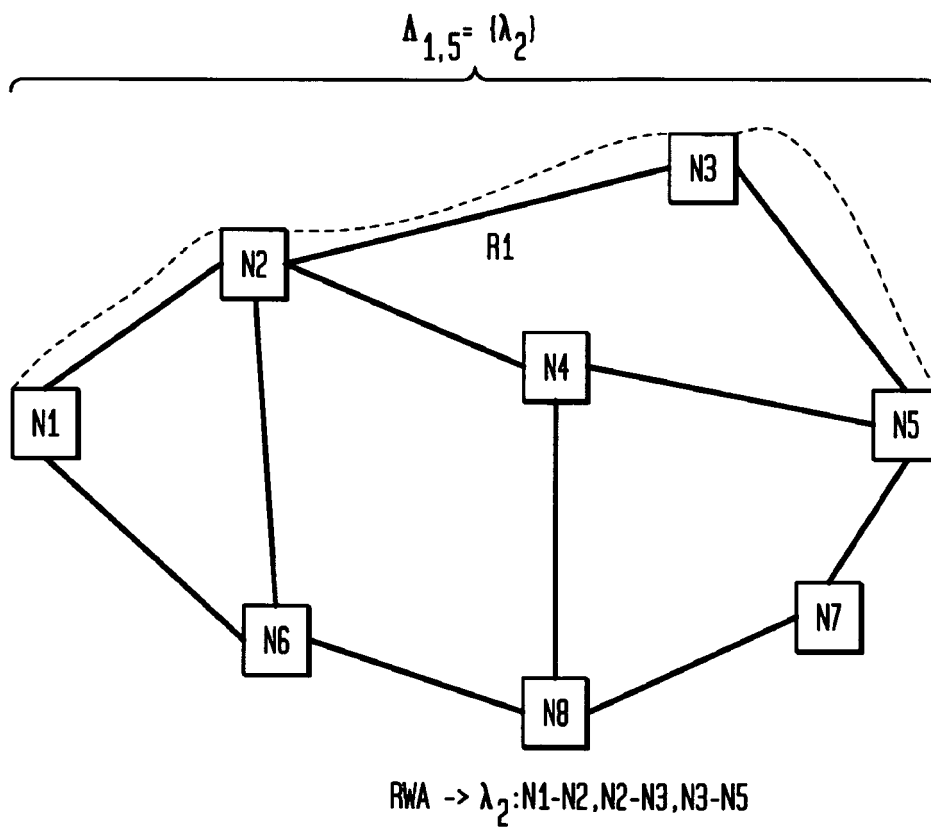 Λ1,5 = {λ2}
N3
N2
R1
N4
N1
N5
N7
N6
N8
RWA -> λ2:N1-N2,N2-N3,N3-N5